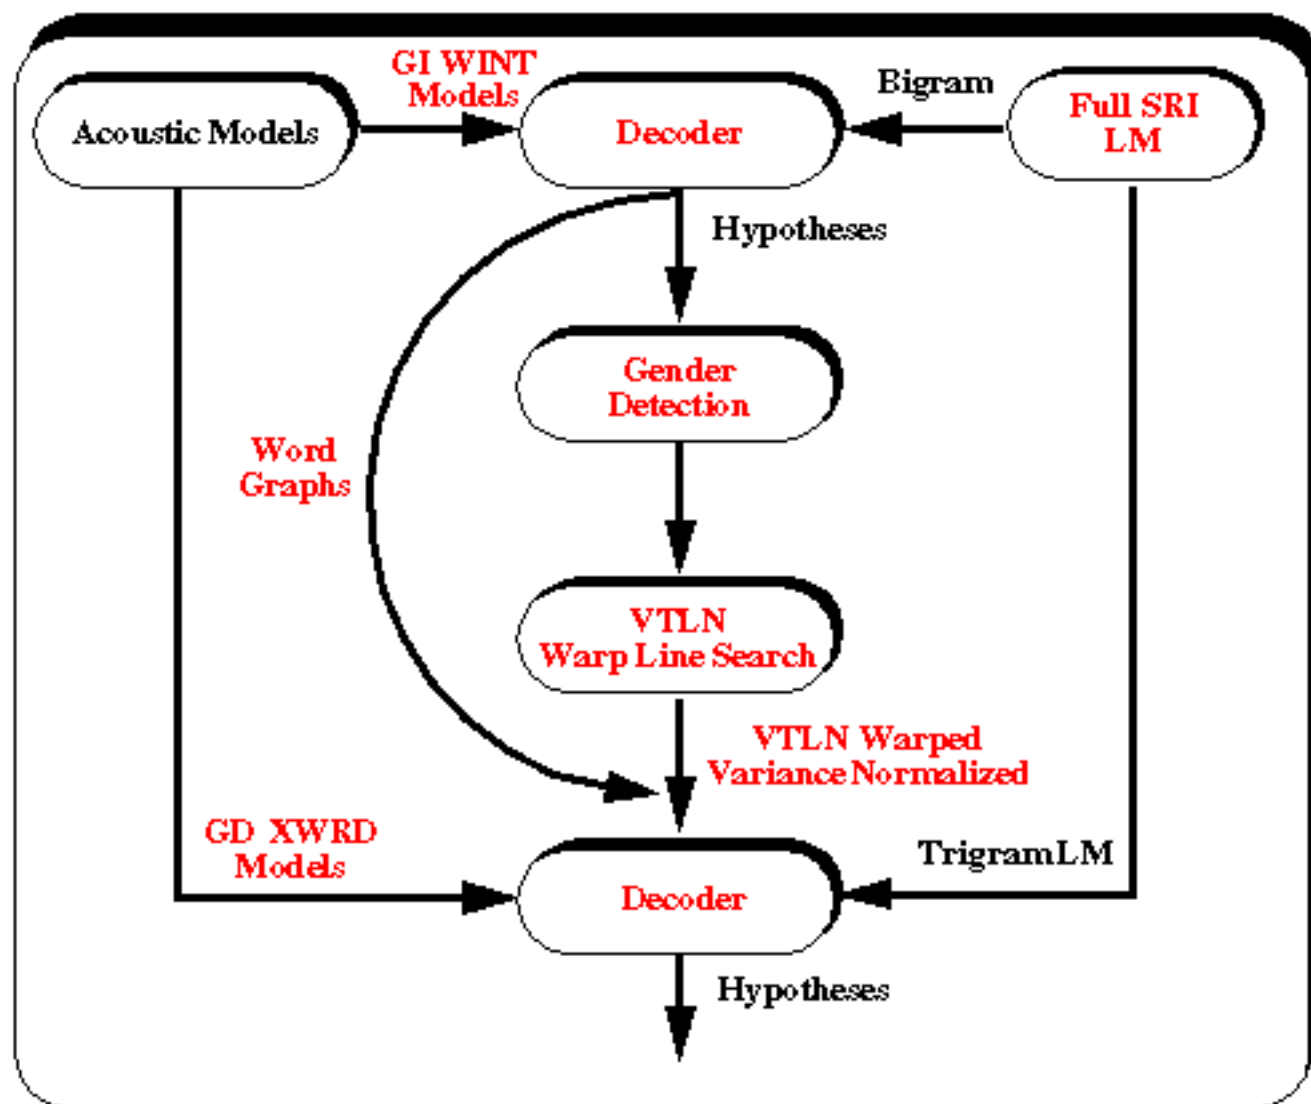 GI WINT
Models
Bigram
Acoustic Models
Decoder
Full SRI
LM
Hypotheses
Gender
Detection
Word
Graphs
VTLN
Warp Line Search
VTLN Warped
Variance Normalized
GD XWRD
Models
Trigram LM
Decoder
Hypotheses